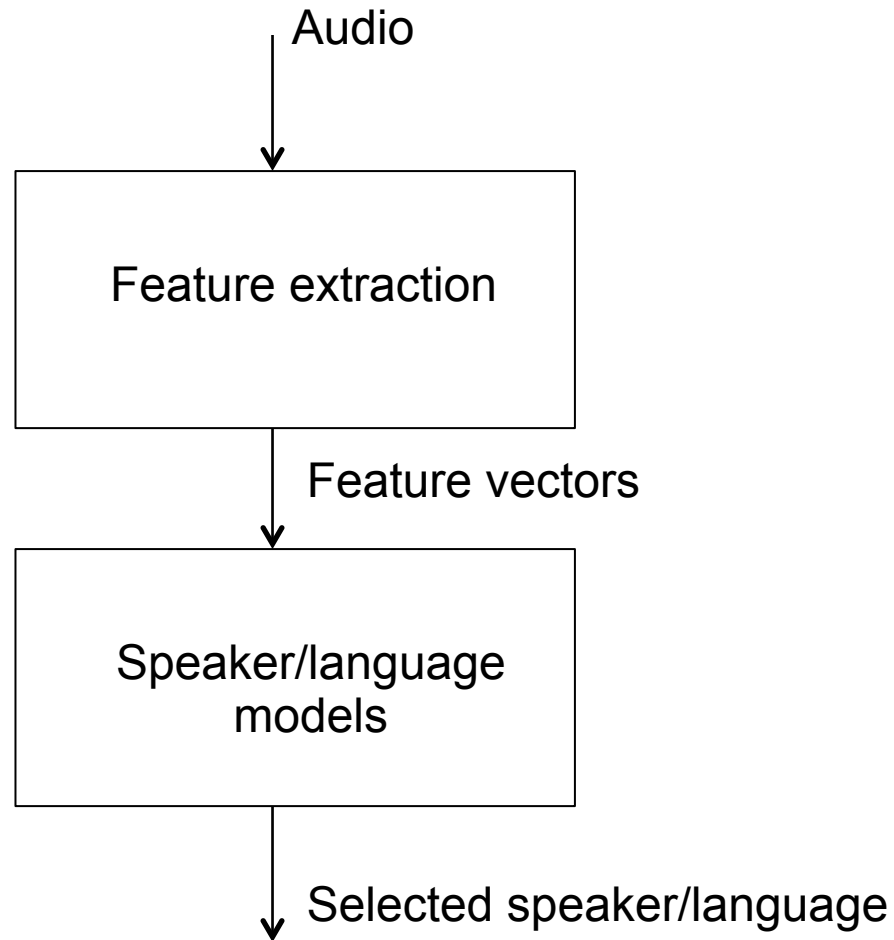 Audio
Feature extraction
Feature vectors
Speaker/language
models
Selected speaker/language